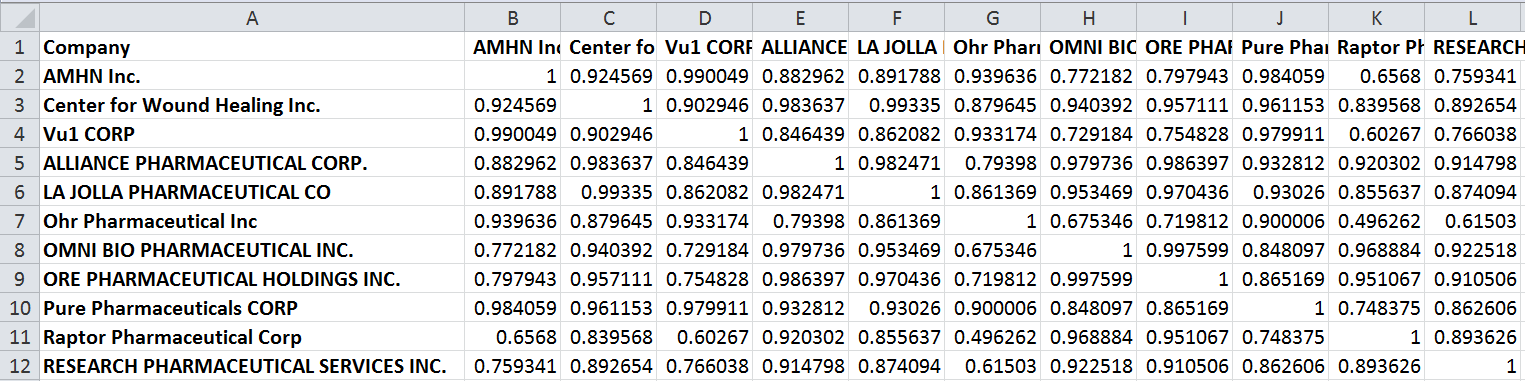 A B C D E F G H I J K L
1 Company AMHN Inc Center fo Vu1 CORP ALLIANCE LA JOLLA Ohr Pharr OMNI BIO ORE PHAR Pure Phar Raptor Ph RESEARCH
2 AMHN Inc. 1 0.924569 0.990049 0.882962 0.891788 0.939636 0.772182 0.797943 0.984059 0.6568 0.759341
3 Center for Wound Healing Inc. 0.924569 1 0.902946 0.983637 0.99335 0.879645 0.940392 0.957111 0.961153 0.839568 0.892654
4 Vu1 CORP 0.990049 0.902946 1 0.846439 0.862082 0.933174 0.729184 0.754828 0.979911 0.60267 0.766038
5 ALLIANCE PHARMACEUTICAL CORP. 0.882962 0.983637 0.846439 1 0.982471 0.79398 0.979736 0.986397 0.932812 0.920302 0.914798
6 LA JOLLA PHARMACEUTICAL CO 0.891788 0.99335 0.862082 0.982471 1 0.861369 0.953469 0.970436 0.93026 0.855637 0.874094
7 Ohr Pharmaceutical Inc 0.939636 0.879645 0.933174 0.79398 0.861369 1 0.675346 0.719812 0.900006 0.496262 0.61503
8 OMNI BIO PHARMACEUTICAL INC. 0.772182 0.940392 0.729184 0.979736 0.953469 0.675346 1 0.997599 0.848097 0.968884 0.922518
9 ORE PHARMACEUTICAL HOLDINGS INC. 0.797943 0.957111 0.754828 0.986397 0.970436 0.719812 0.997599 1 0.865169 0.951067 0.910506
10 Pure Pharmaceuticals CORP 0.984059 0.961153 0.979911 0.932812 0.93026 0.900006 0.848097 0.865169 1 0.748375 0.862606
11 Raptor Pharmaceutical Corp 0.6568 0.839568 0.60267 0.920302 0.855637 0.496262 0.968884 0.951067 0.748375 1 0.893626
12 RESEARCH PHARMACEUTICAL SERVICES INC. 0.759341 0.892654 0.766038 0.914798 0.874094 0.61503 0.922518 0.910506 0.862606 0.893626 1